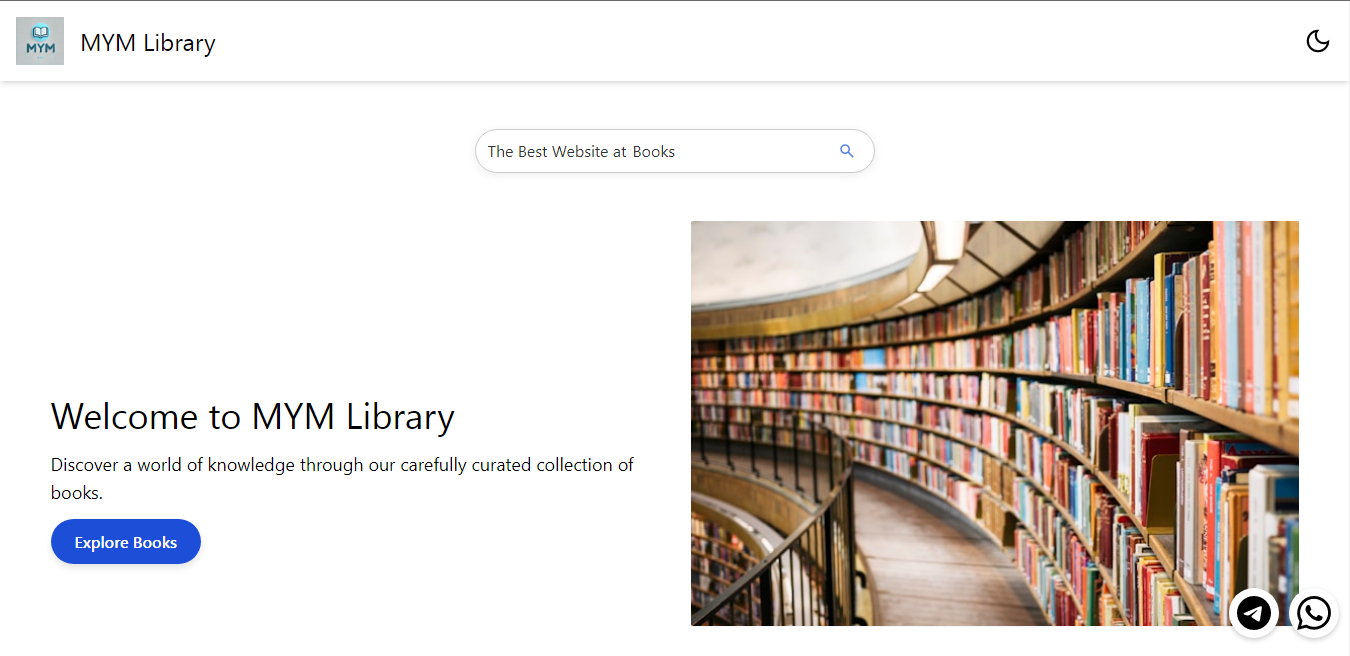 MYM
MYM Library
The Best Website at Books
Welcome to MYM Library
Discover a world of knowledge through our carefully curated collection of
books.
Explore Books